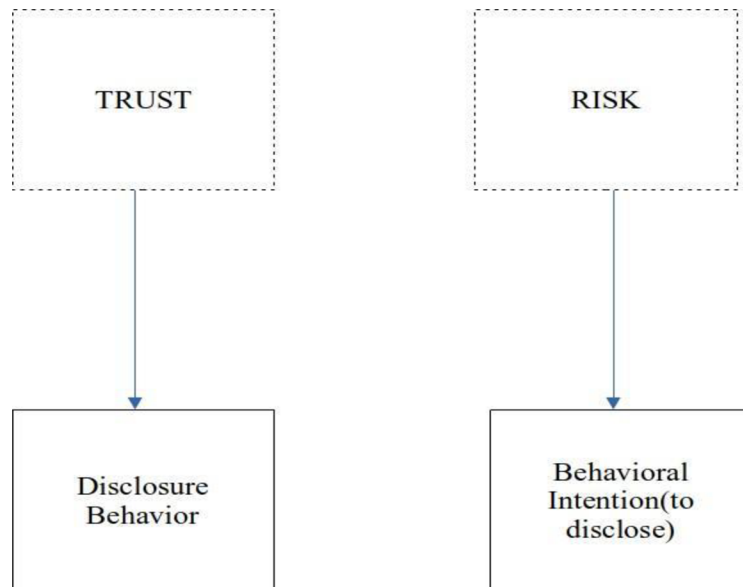 TRUST
RISK
Disclosure
Behavior
Behavioral
Intention(to
disclose)